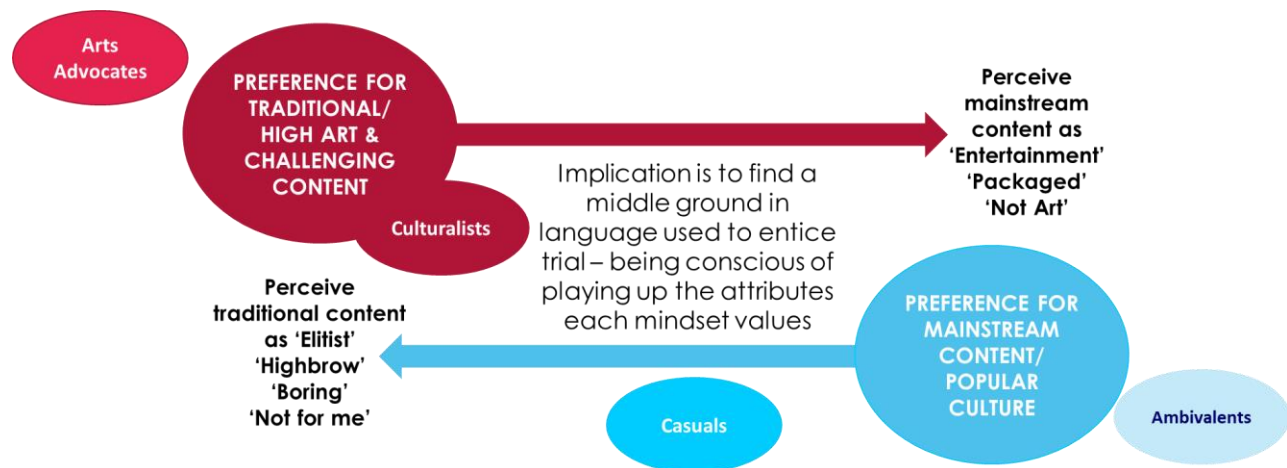 Arts
Advocates
PREFERENCE FOR
TRADITIONAL/
HIGH ART &
CHALLENGING
CONTENT
Culturalists
Perceive
mainstream
content as
‘Entertainment’
‘Packaged’
‘Not Art’
Implication is to find a
middle ground in
language used to entice
trial – being conscious of
playing up the attributes
each mindset values
Perceive
traditional content
as ‘Elitist’
‘Highbrow’
‘Boring’
‘Not for me’
PREFERENCE FOR
MAINSTREAM
CONTENT/
POPULAR
CULTURE
Casuals
Ambivalents